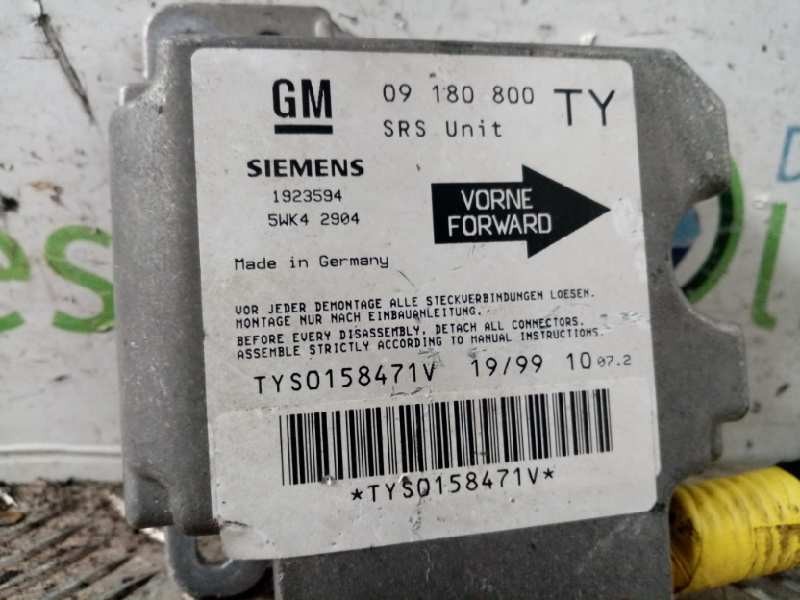 GM
09 180 800 TY
SRS Unit
SIEMENS
1923594
5WK4 2904
VORNE
FORWARD
Made in Germany
VOR JEDER DEMONTAGE ALLE STECKVERBINDUNGEN LOESEN.
MONTAGE NUR NACH EINBAUANLEITUNG.
BEFORE EVERY DISASSEMBLY, DETACH ALL CONNECTORS.
ASSEMBLE STRICTLY ACCORDING TO MANUAL INSTRUCTIONS.
TYS0158471V 19/99 10 07.2
*TYS0158471V*